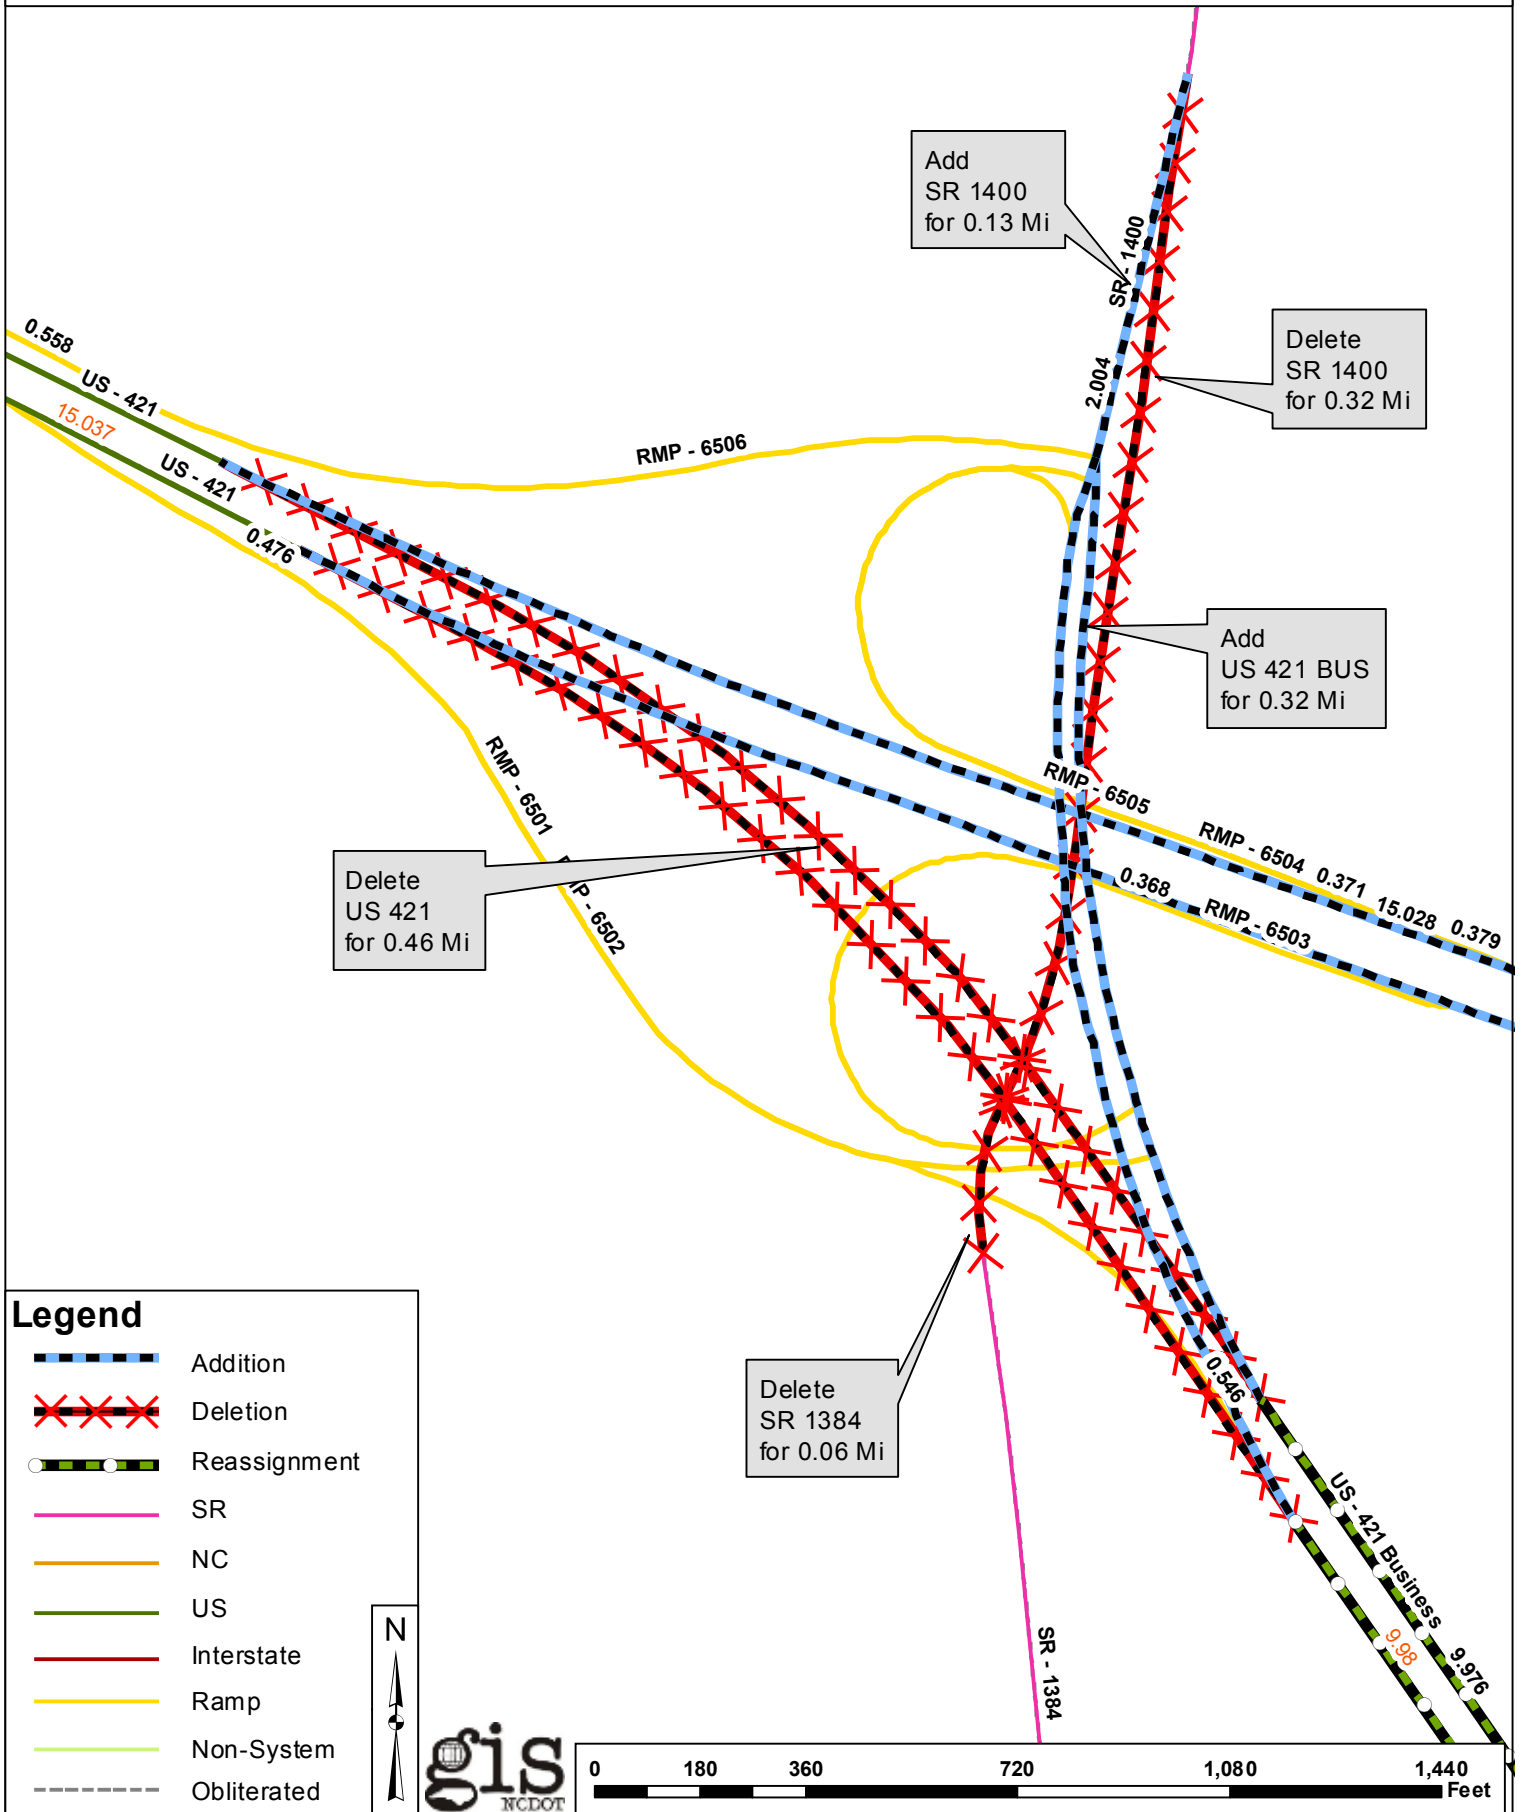 Add
SR 1400
for 0.13 Mi
SR - 1400
Delete
SR 1400
for 0.32 Mi
2.004
0.558
US - 421
15.037
US - 421
0.476
RMP - 6506
Add
US 421 BUS
for 0.32 Mi
RMP - 6501
RMP - 6505
RMP - 6504
0.371
15.028
0.379
0.368
RMP - 6503
Delete
US 421
for 0.46 Mi
RMP - 6502
Delete
SR 1384
for 0.06 Mi
0.546
US - 421 Business
9.976
9.98
SR - 1384
Legend
Addition
Deletion
Reassignment
SR
NC
US
Interstate
Ramp
Non-System
Obliterated
N
gis
NCDOT
0 180 360 720 1,080 1,440
Feet